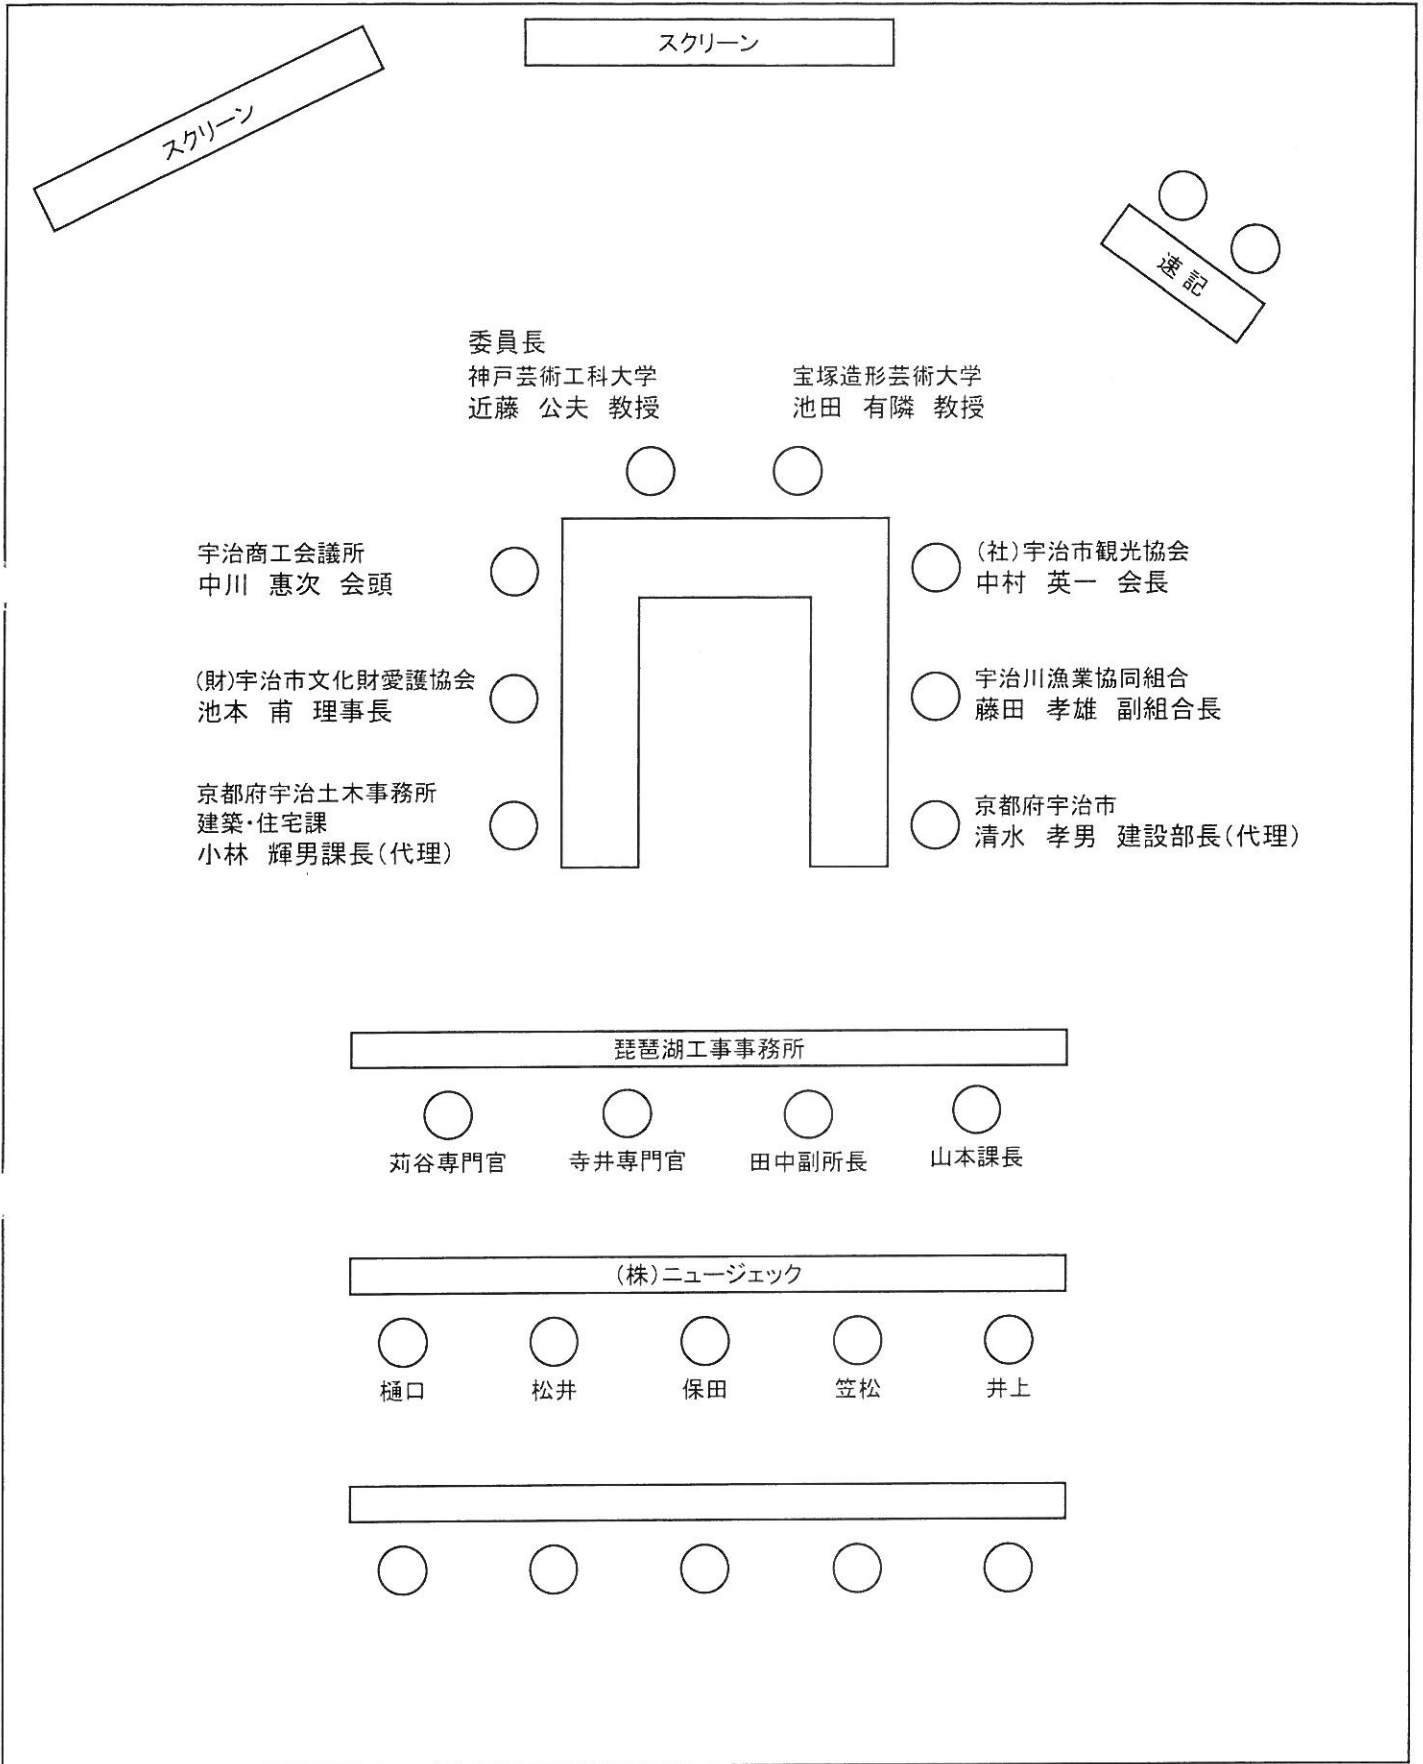 スクリーン
スクリーン
速記
委員長
神戸芸術工科大学
近藤 公夫 教授
宝塚造形芸術大学
池田 有隣 教授
宇治商工会議所
中川 惠次 会頭
(社)宇治市観光協会
中村 英一 会長
(財)宇治市文化財愛護協会
池本 甫 理事長
宇治川漁業協同組合
藤田 孝雄 副組合長
京都府宇治土木事務所
建築・住宅課
小林 輝男課長(代理)
京都府宇治市
清水 孝男 建設部長(代理)
琵琶湖工事事務所
苅谷専門官
寺井専門官
田中副所長
山本課長
(株)ニュージェック
樋口
松井
保田
笠松
井上